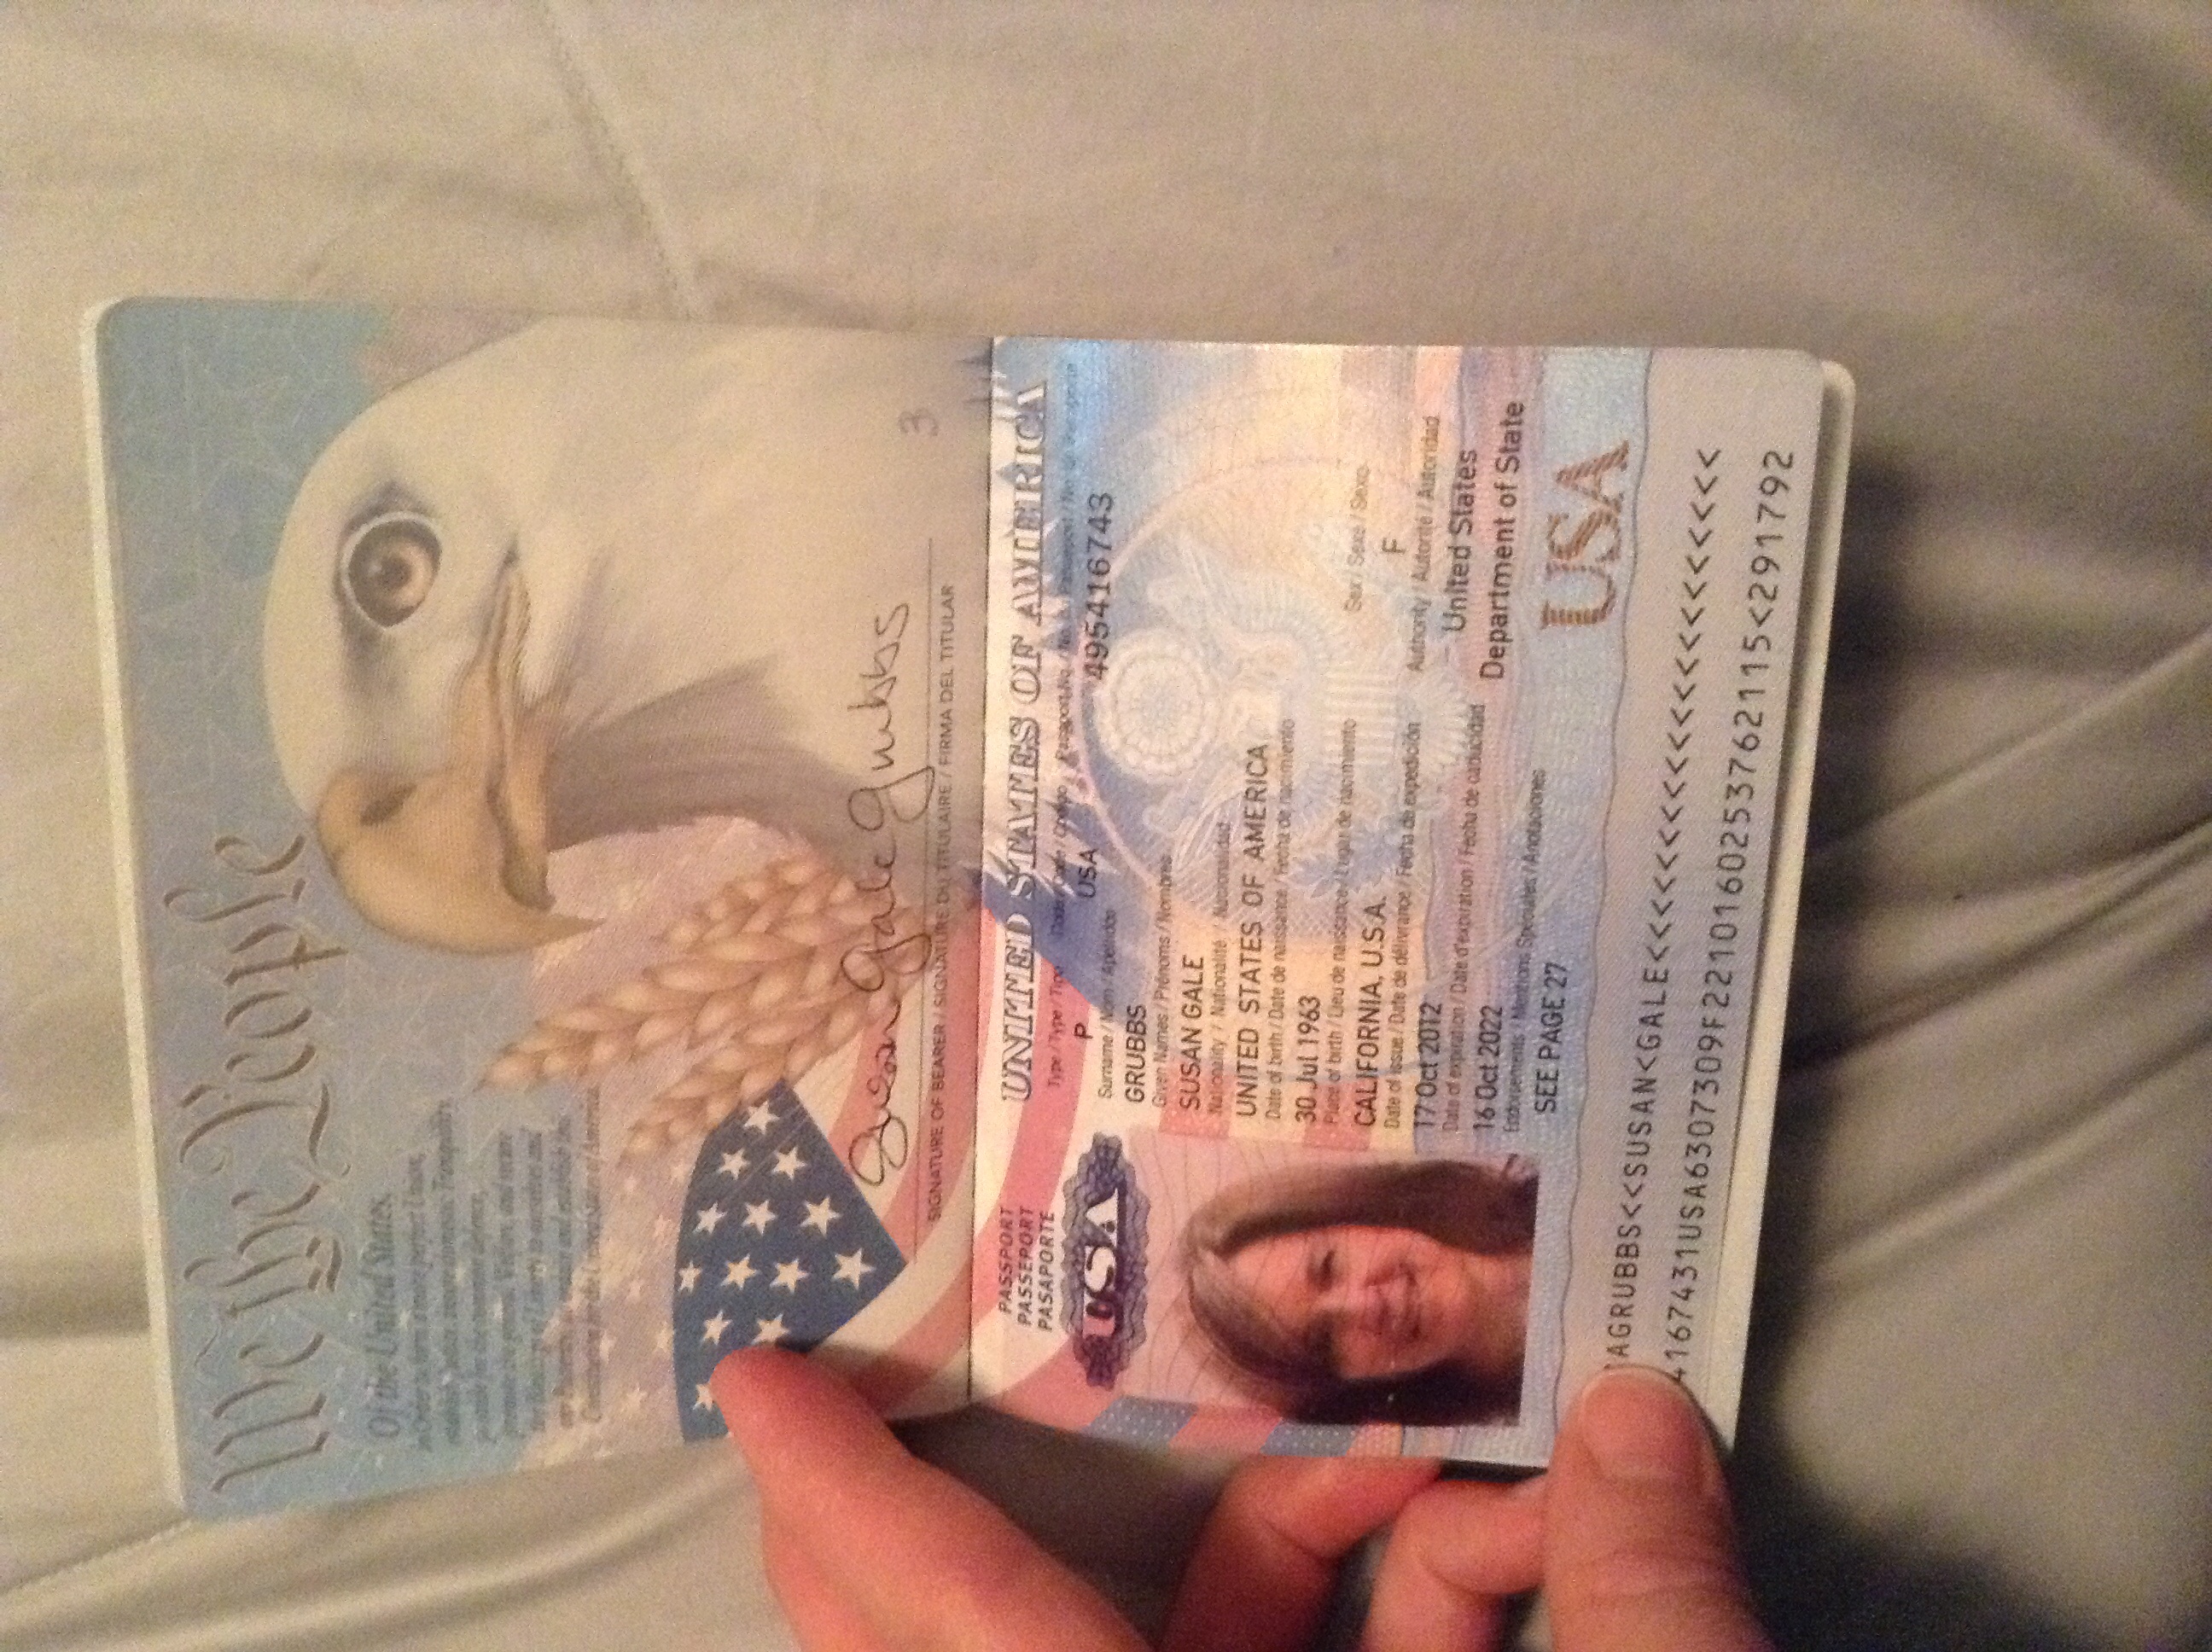 We the People
Of the United States,
in Order to form a more perfect Union,
establish Justice, insure domestic Tranquility,
provide for the common defence,
promote the general Welfare, and secure
the Blessings of Liberty to ourselves and
our Posterity, do ordain and establish this
Constitution for the United States of America.
Susan Gale Grubbs
SIGNATURE OF BEARER / SIGNATURE DU TITULAIRE / FIRMA DEL TITULAR
3
PASSPORT
PASSEPORT
PASAPORTE
USA
UNITED STATES OF AMERICA
Type / Type / Tipo Code / Code / Código Passport No. / No. du Passeport / No. de Pasaporte
P USA 495416743
Surname / Nom / Apellidos
GRUBBS
Given Names / Prénoms / Nombres
SUSAN GALE
Nationality / Nationalité / Nacionalidad
UNITED STATES OF AMERICA
Date of birth / Date de naissance / Fecha de nacimiento
30 Jul 1963
Place of birth / Lieu de naissance / Lugar de nacimiento
CALIFORNIA, U.S.A.
Date of issue / Date de délivrance / Fecha de expedición
17 Oct 2012
Date of expiration / Date d'expiration / Fecha de caducidad
16 Oct 2022
Endorsements / Mentions Spéciales / Anotaciones
SEE PAGE 27
Sex / Sexe / Sexo
F
Authority / Autorité / Autoridad
United States
Department of State
USA
AGRUBBS<<SUSAN<GALE<<<<<<<<<<<<<<<<<<<<<<<
4167431USA6307309F2210160253762115<291792